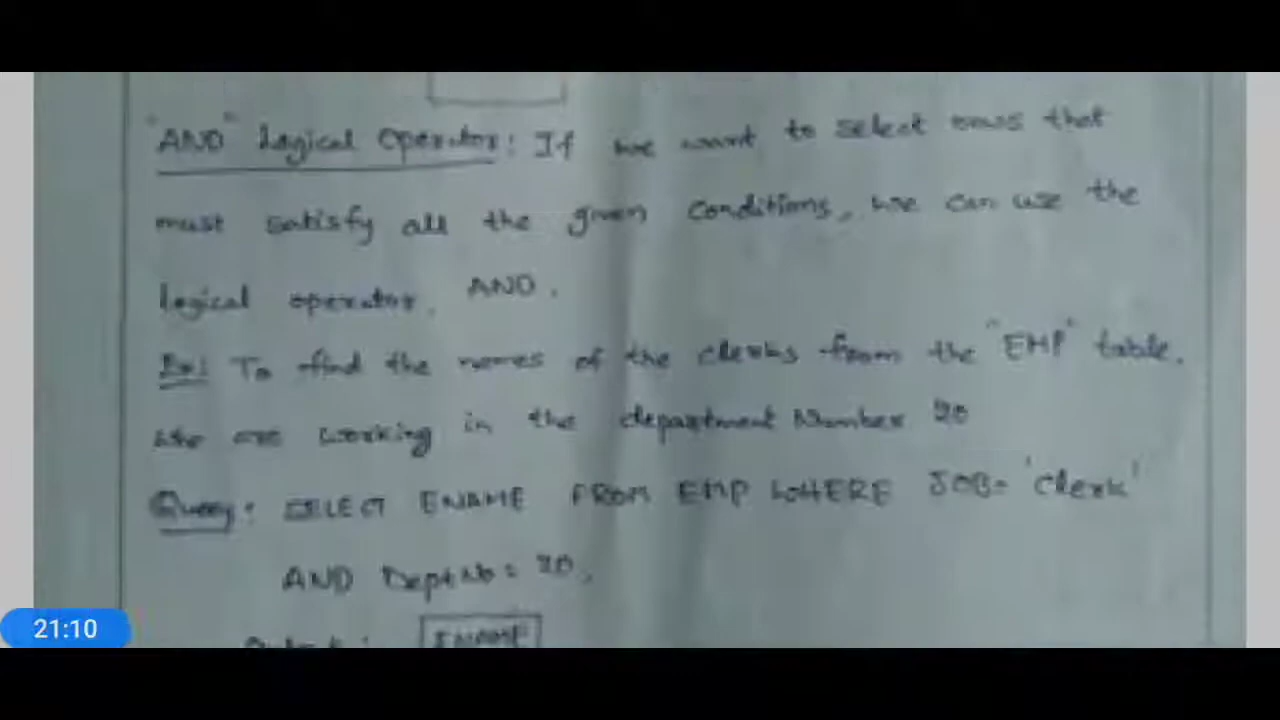 "AND" Logical Operator: If we want to select rows that
must satisfy all the given conditions, we can use the
logical operator, AND.
Ex: To find the names of the clerks from the "EMP" table.
who are working in the department Number 20
Query: SELECT ENAME FROM EMP WHERE JOB= 'Clerk'
AND DeptNo = 20,
Output: ENAME
21:10